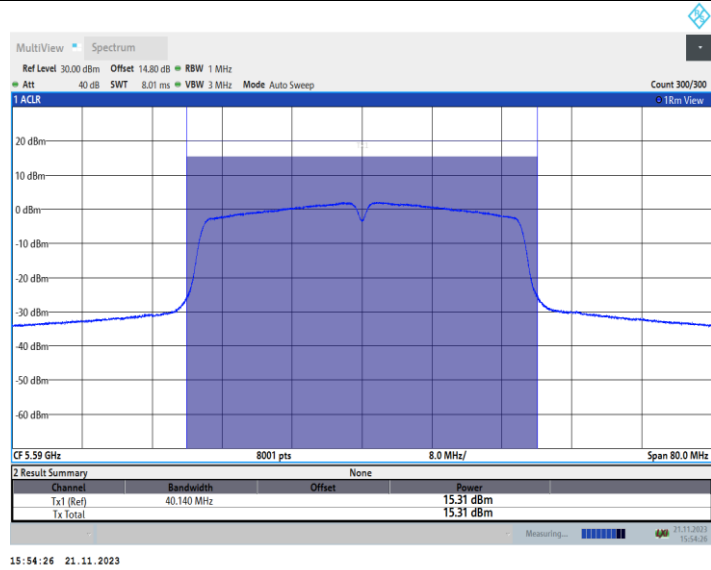 R&S
MultiView Spectrum
Ref Level 30.00 dBm Offset 14.80 dB RBW 1 MHz
Att 40 dB SWT 8.01 ms VBW 3 MHz Mode Auto Sweep Count 300/300
1 ACLR 1Rm View
20 dBm
10 dBm
0 dBm
-10 dBm
-20 dBm
-30 dBm
-40 dBm
-50 dBm
-60 dBm
CF 5.59 GHz 8001 pts 8.0 MHz/ Span 80.0 MHz
2 Result Summary None
Channel Bandwidth Offset Power
Tx1 (Ref) 40.140 MHz 15.31 dBm
Tx Total 15.31 dBm
Measuring... 21.11.2023
15:54:26
15:54:26 21.11.2023